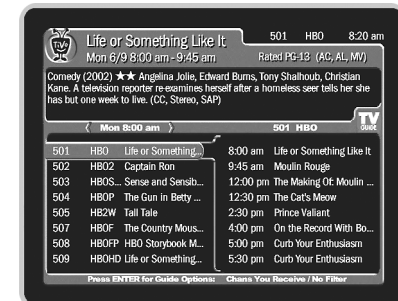 TiVo
Life or Something Like It
501 HBO 8:20 am
Mon 6/9 8:00 am - 9:45 am
Rated PG-13 (AC, AL, MV)
Comedy (2002) ★★ Angelina Jolie, Edward Burns, Tony Shalhoub, Christian
Kane. A television reporter re-examines herself after a homeless seer tells her she
has but one week to live. (CC, Stereo, SAP)
TV
GUIDE
Mon 8:00 am
501 HBO
501 HBO Life or Something...
502 HBO2 Captain Ron
503 HBOS... Sense and Sensib...
504 HBOP The Gun in Betty ...
505 HB2W Tall Tale
507 HBOF The Country Mous...
508 HBOFP HBO Storybook M...
509 HBOHD Life or Something...
8:00 am Life or Something Like It
9:45 am Moulin Rouge
12:00 pm The Making Of: Moulin ...
12:30 pm The Cat's Meow
2:30 pm Prince Valiant
4:00 pm On the Record With Bo...
5:00 pm Curb Your Enthusiasm
5:30 pm Curb Your Enthusiasm
Press ENTER for Guide Options: Chans You Receive / No Filter